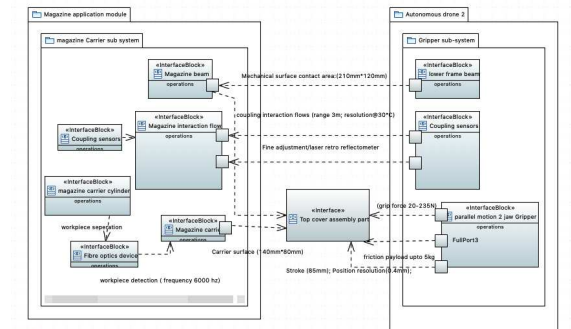 Magazine application module
magazine Carrier sub system
«InterfaceBlock»
Magazine beam
operations
«InterfaceBlock»
Coupling sensors
operations
«InterfaceBlock»
Magazine interaction flow
operations
«InterfaceBlock»
magazine carrier cylinder
operations
workpiece seperation
«InterfaceBlock»
Fibre optics device
operations
«InterfaceBlock»
Magazine carrie
operations
workpiece detection ( frequency 6000 hz)
Mechanical surface contact area:(210mm*120mm)
coupling interaction flows (range 3m; resolution@30°C)
Fine adjustment/laser retro reflectometer
«Interface»
Top cover assembly part
Carrier surface (140mm*80mm)
(grip force 20-235N)
friction payload upto 5kg
Stroke (85mm); Position resolution(0.4mm);
Autonomous drone 2
Gripper sub-system
«InterfaceBlock»
lower frame beam
operations
«InterfaceBlock»
Coupling sensors
operations
«InterfaceBlock»
parallel motion 2 jaw Gripper
operations
FullPort3